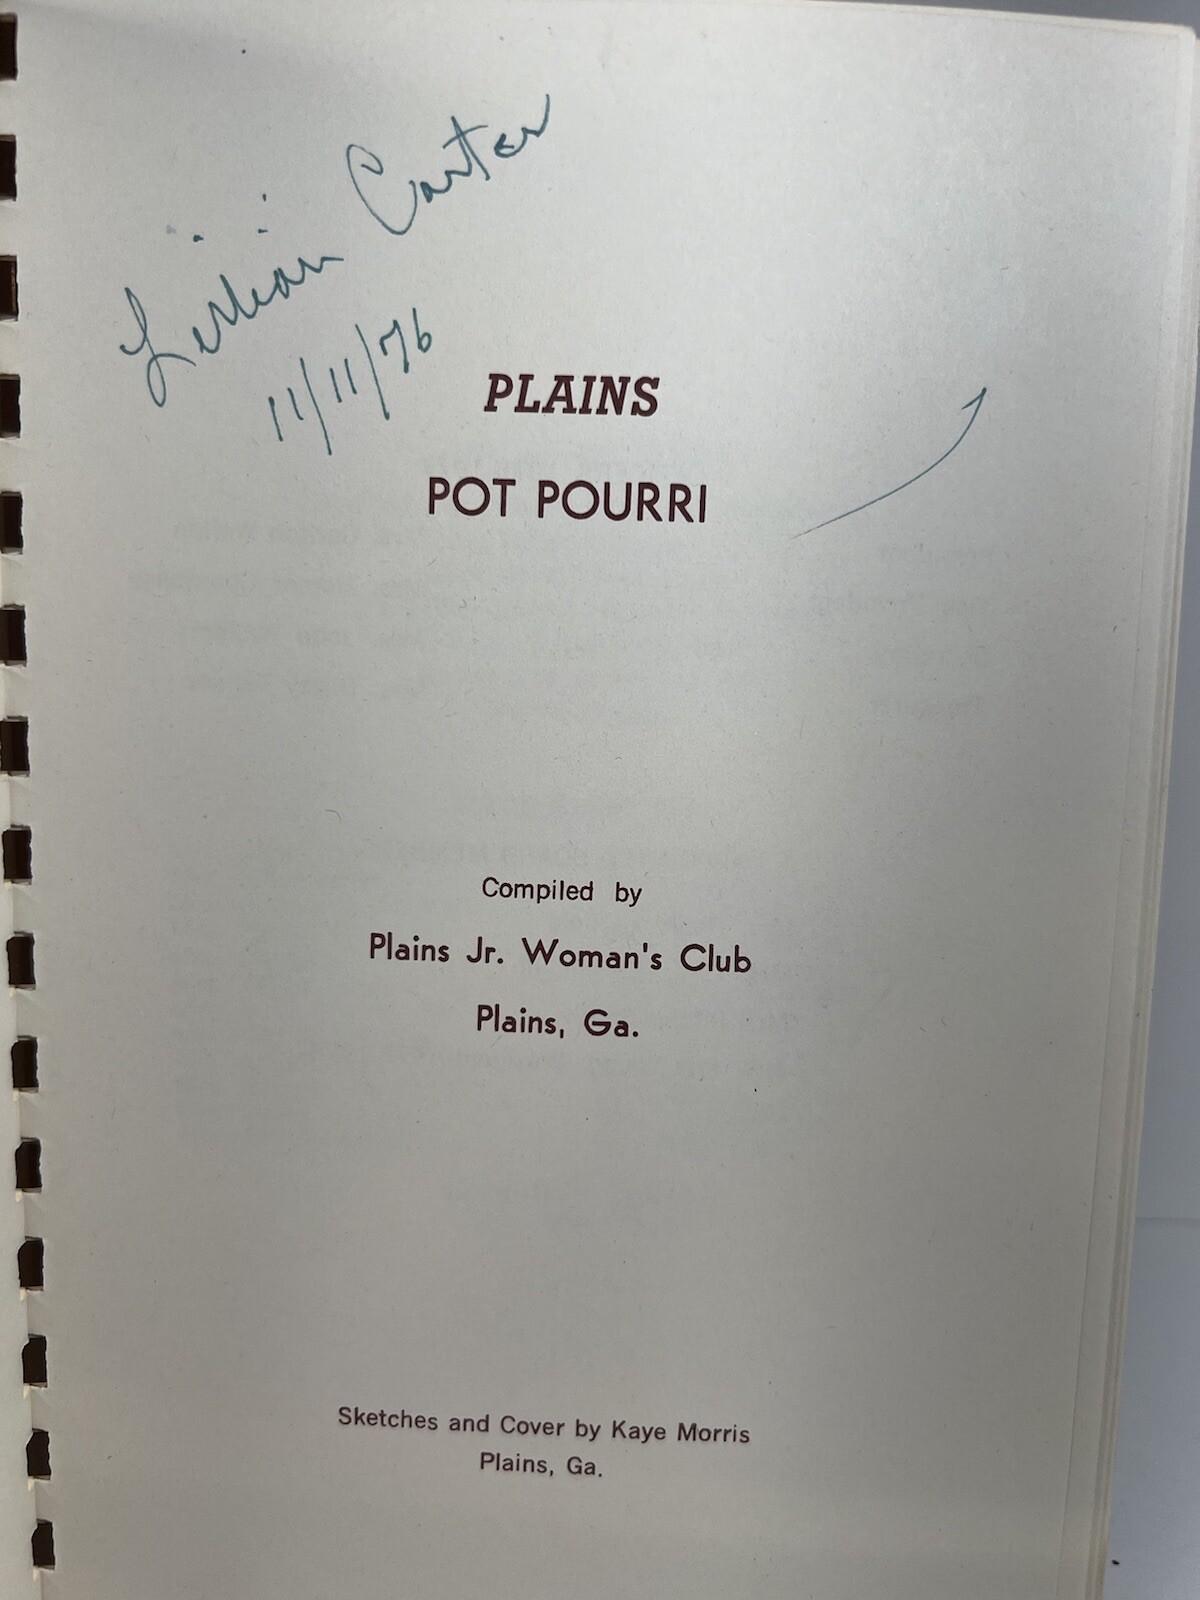 Lillian Carter
11/11/76
PLAINS
POT POURRI
Compiled by
Plains Jr. Woman's Club
Plains, Ga.
Sketches and Cover by Kaye Morris
Plains, Ga.